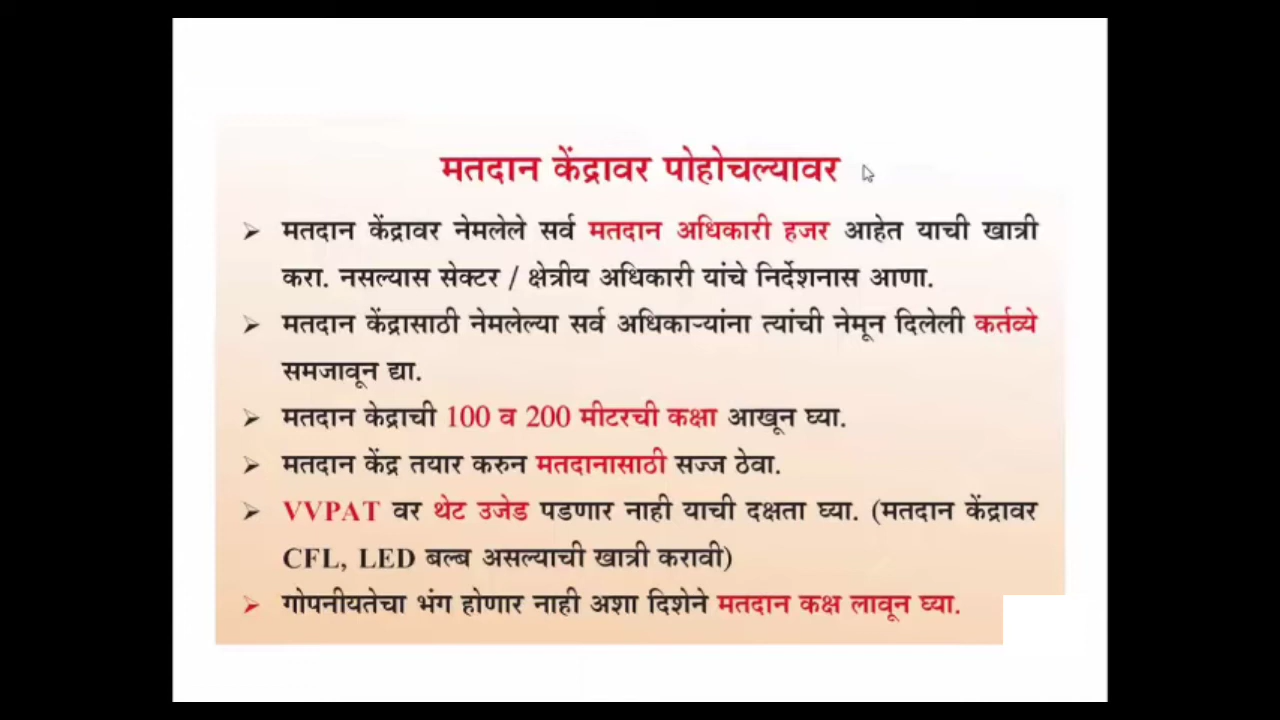 मतदान केंद्रावर पोहोचल्यावर
➢ मतदान केंद्रावर नेमलेले सर्व मतदान अधिकारी हजर आहेत याची खात्री
करा. नसल्यास सेक्टर / क्षेत्रीय अधिकारी यांचे निर्देशनास आणा.
➢ मतदान केंद्रासाठी नेमलेल्या सर्व अधिकाऱ्यांना त्यांची नेमून दिलेली कर्तव्ये
समजावून द्या.
➢ मतदान केद्राची 100 व 200 मीटरची कक्षा आखून घ्या.
➢ मतदान केंद्र तयार करुन मतदानासाठी सज्ज ठेवा.
➢ VVPAT वर थेट उजेड पडणार नाही याची दक्षता घ्या. (मतदान केंद्रावर
CFL, LED बल्ब असल्याची खात्री करावी)
➢ गोपनीयतेचा भंग होणार नाही अशा दिशेने मतदान कक्ष लावून घ्या.